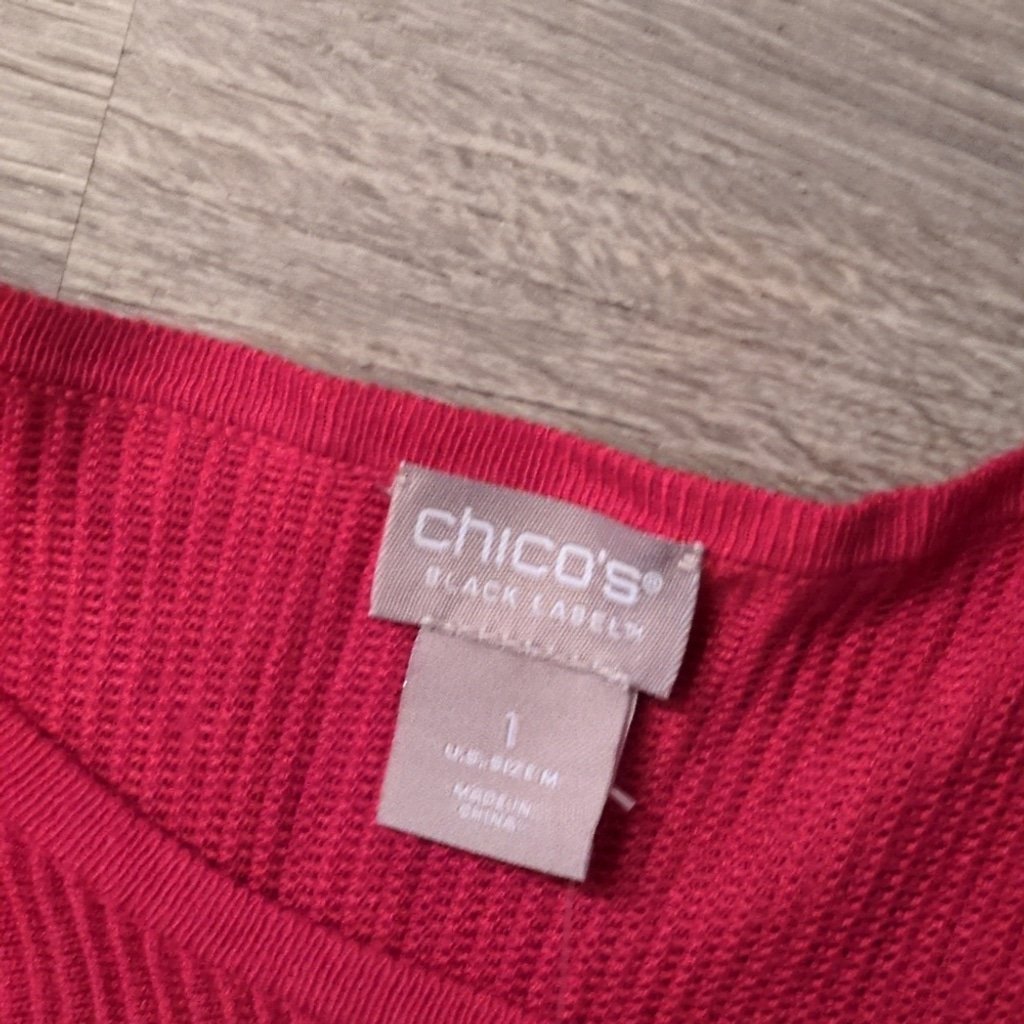 chico's®
BLACK LABEL™
1
U.S. SIZE M
MADE IN
CHINA